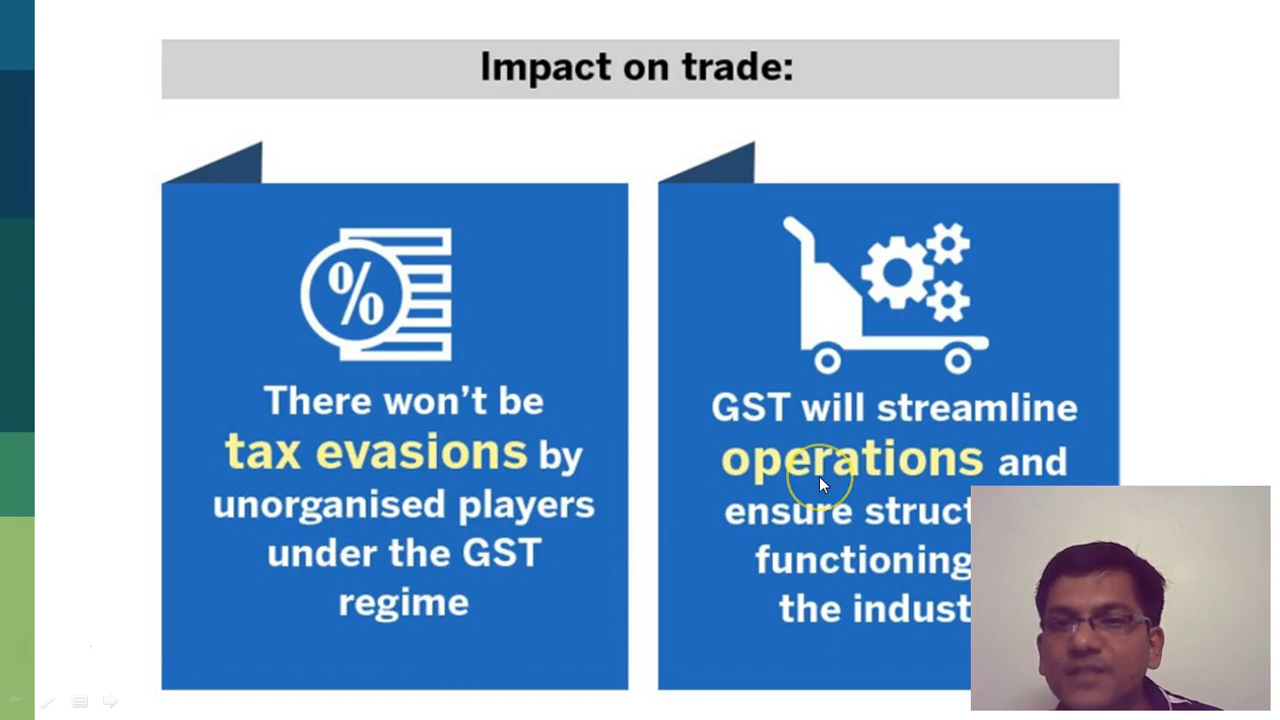 Impact on trade:
%
There won't be
tax evasions by
unorganised players
under the GST
regime
GST will streamline
operations and
ensure struct
functioning
the indust